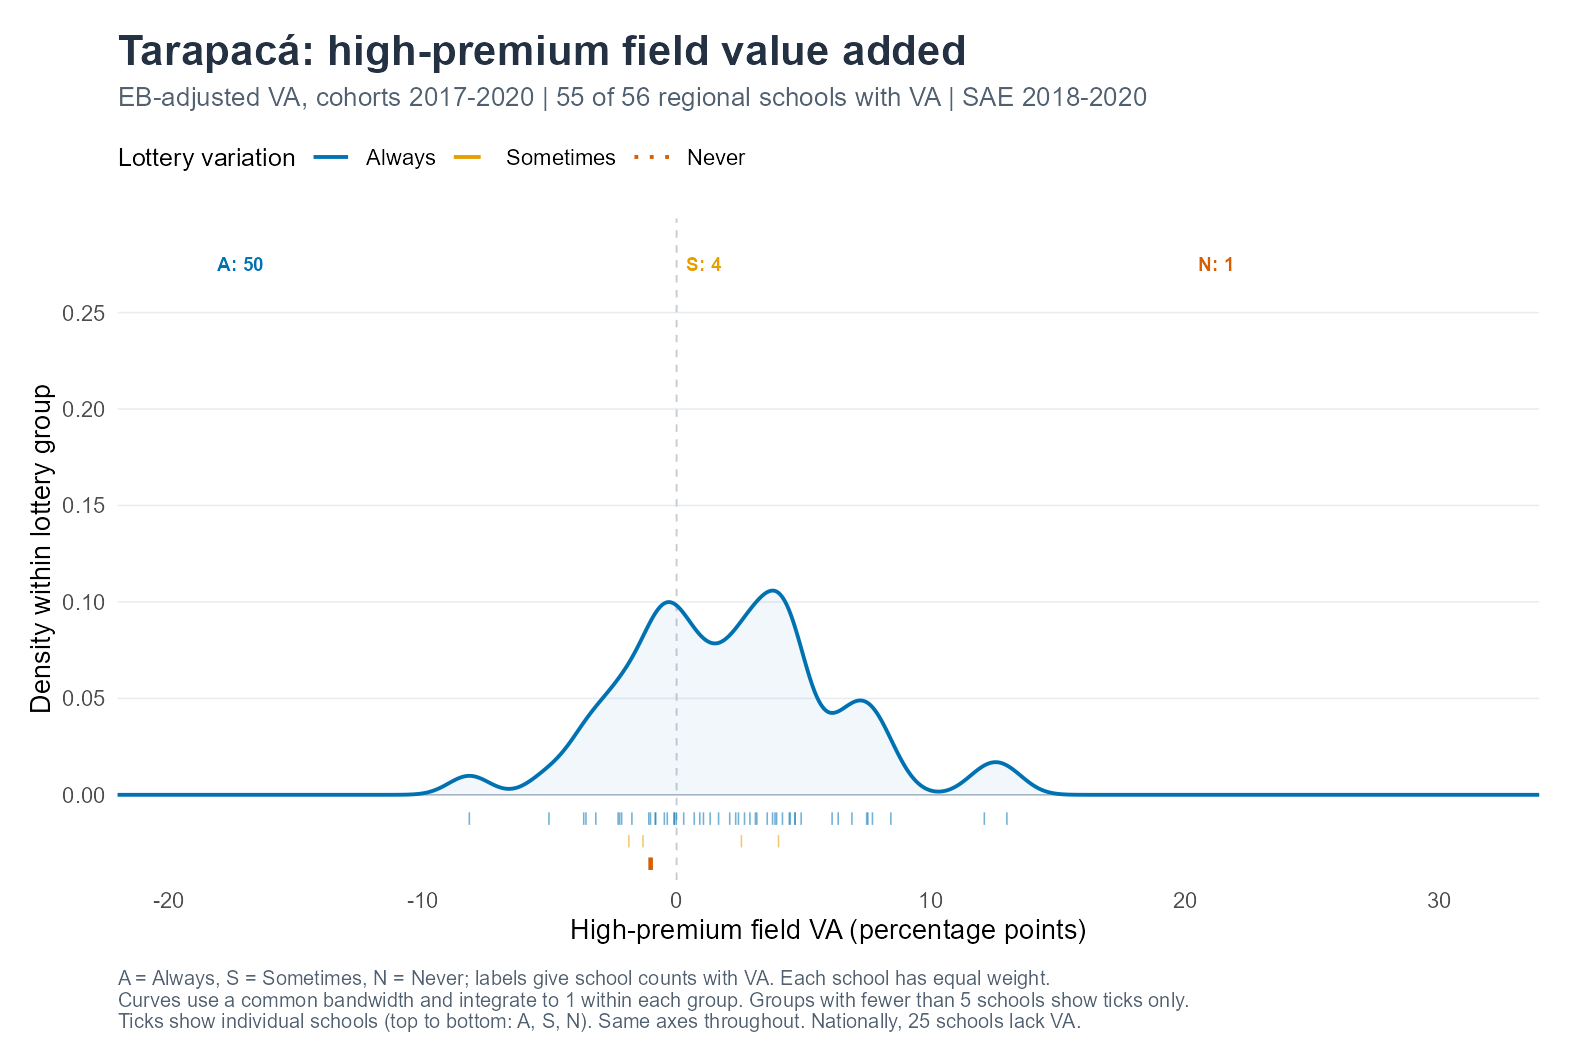 Tarapacá: high-premium field value added
EB-adjusted VA, cohorts 2017-2020 | 55 of 56 regional schools with VA | SAE 2018-2020
Lottery variation Always Sometimes Never
A: 50 S: 4 N: 1
Density within lottery group
0.25
0.20
0.15
0.10
0.05
0.00
-20 -10 0 10 20 30
High-premium field VA (percentage points)
A = Always, S = Sometimes, N = Never; labels give school counts with VA. Each school has equal weight.
Curves use a common bandwidth and integrate to 1 within each group. Groups with fewer than 5 schools show ticks only.
Ticks show individual schools (top to bottom: A, S, N). Same axes throughout. Nationally, 25 schools lack VA.